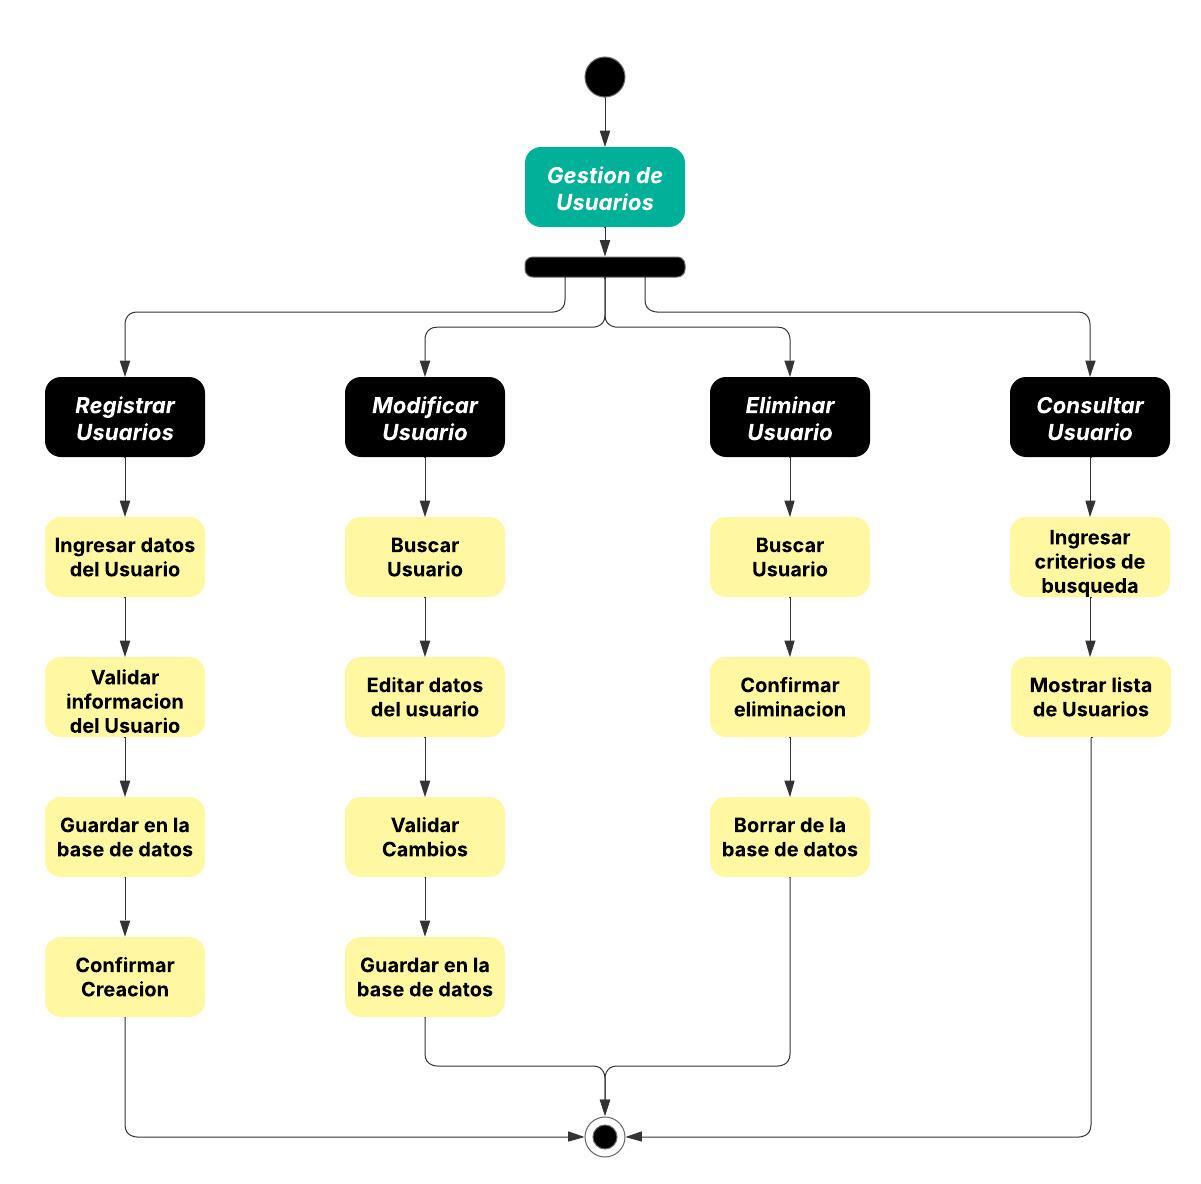 Gestion de
Usuarios
Registrar
Usuarios
Modificar
Usuario
Eliminar
Usuario
Consultar
Usuario
Ingresar datos
del Usuario
Buscar
Usuario
Buscar
Usuario
Ingresar
criterios de
busqueda
Validar
informacion
del Usuario
Editar datos
del usuario
Confirmar
eliminacion
Mostrar lista
de Usuarios
Guardar en la
base de datos
Validar
Cambios
Borrar de la
base de datos
Confirmar
Creacion
Guardar en la
base de datos